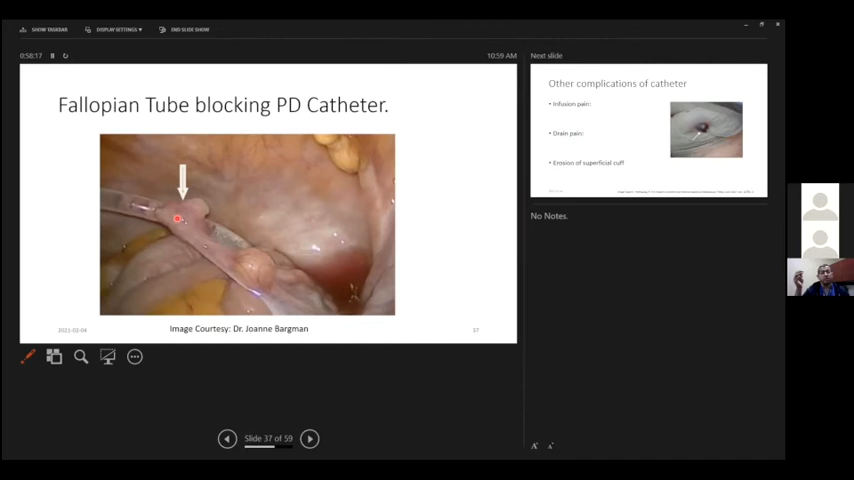 SHOW TASKBAR
DISPLAY SETTINGS ▼
END SLIDE SHOW
0:58:17
10:59 AM
Fallopian Tube blocking PD Catheter.
2021-02-04
Image Courtesy: Dr. Joanne Bargman
37
Slide 37 of 59
Next slide
Other complications of catheter
• Infusion pain:
• Drain pain:
• Erosion of superficial cuff
No Notes.
A
A